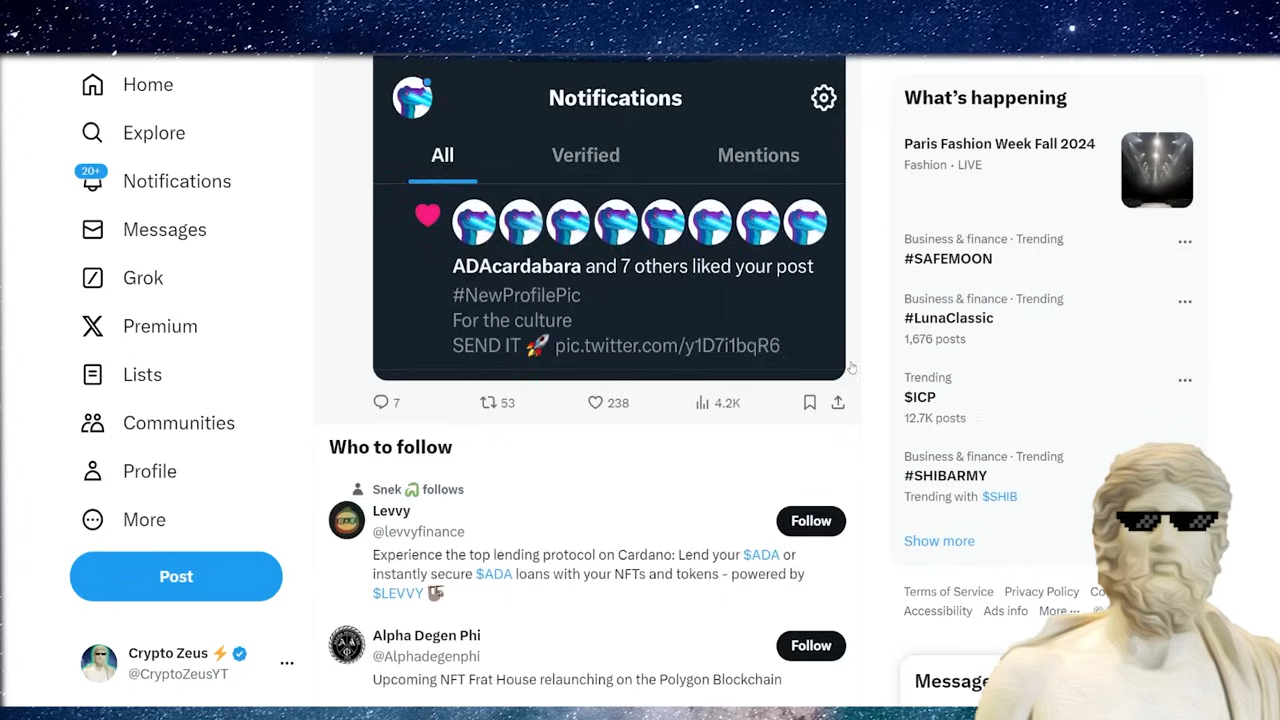 Home
Explore
20+
Notifications
Messages
Grok
Premium
Lists
Communities
Profile
More
Post
Crypto Zeus⚡
@CryptoZeusYT
Notifications
All
Verified
Mentions
ADAcardabara and 7 others liked your post
#NewProfilePic
For the culture
SEND IT 🚀 pic.twitter.com/y1D7i1bqR6
7
53
238
4.2K
Who to follow
Snek follows
Levvy
@levvyfinance
Follow
Experience the top lending protocol on Cardano: Lend your $ADA or
instantly secure $ADA loans with your NFTs and tokens - powered by
$LEVVY
Alpha Degen Phi
@Alphadegenphi
Follow
Upcoming NFT Frat House relaunching on the Polygon Blockchain
What's happening
Paris Fashion Week Fall 2024
Fashion · LIVE
Business & finance · Trending
#SAFEMOON
Business & finance · Trending
#LunaClassic
1,676 posts
Trending
$ICP
12.7K posts
Business & finance · Trending
#SHIBARMY
Trending with $SHIB
Show more
Terms of Service Privacy Policy
Accessibility Ads info More ···